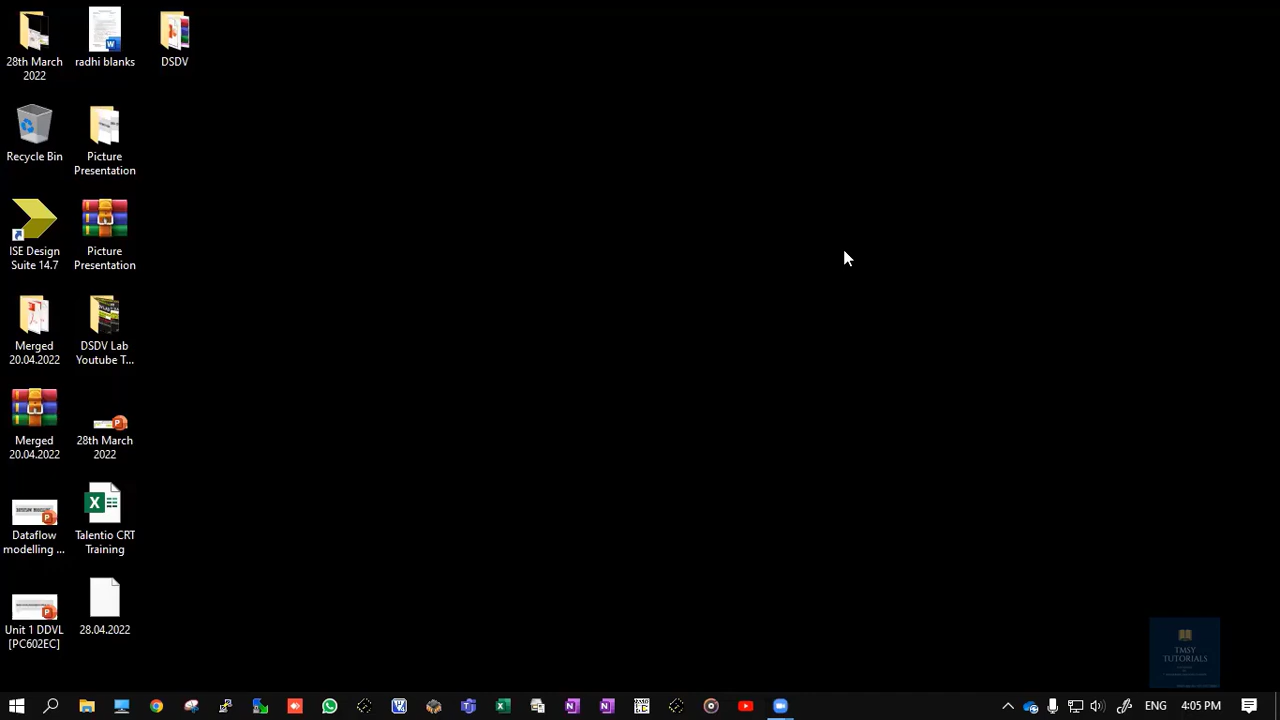 28th March
2022
radhi blanks
DSDV
Recycle Bin
Picture
Presentation
ISE Design
Suite 14.7
Picture
Presentation
Merged
20.04.2022
DSDV Lab
Youtube T...
Merged
20.04.2022
28th March
2022
Dataflow
modelling ...
Talentio CRT
Training
Unit 1 DDVL
[PC602EC]
28.04.2022
TMSY
TUTORIALS
ENG
4:05 PM